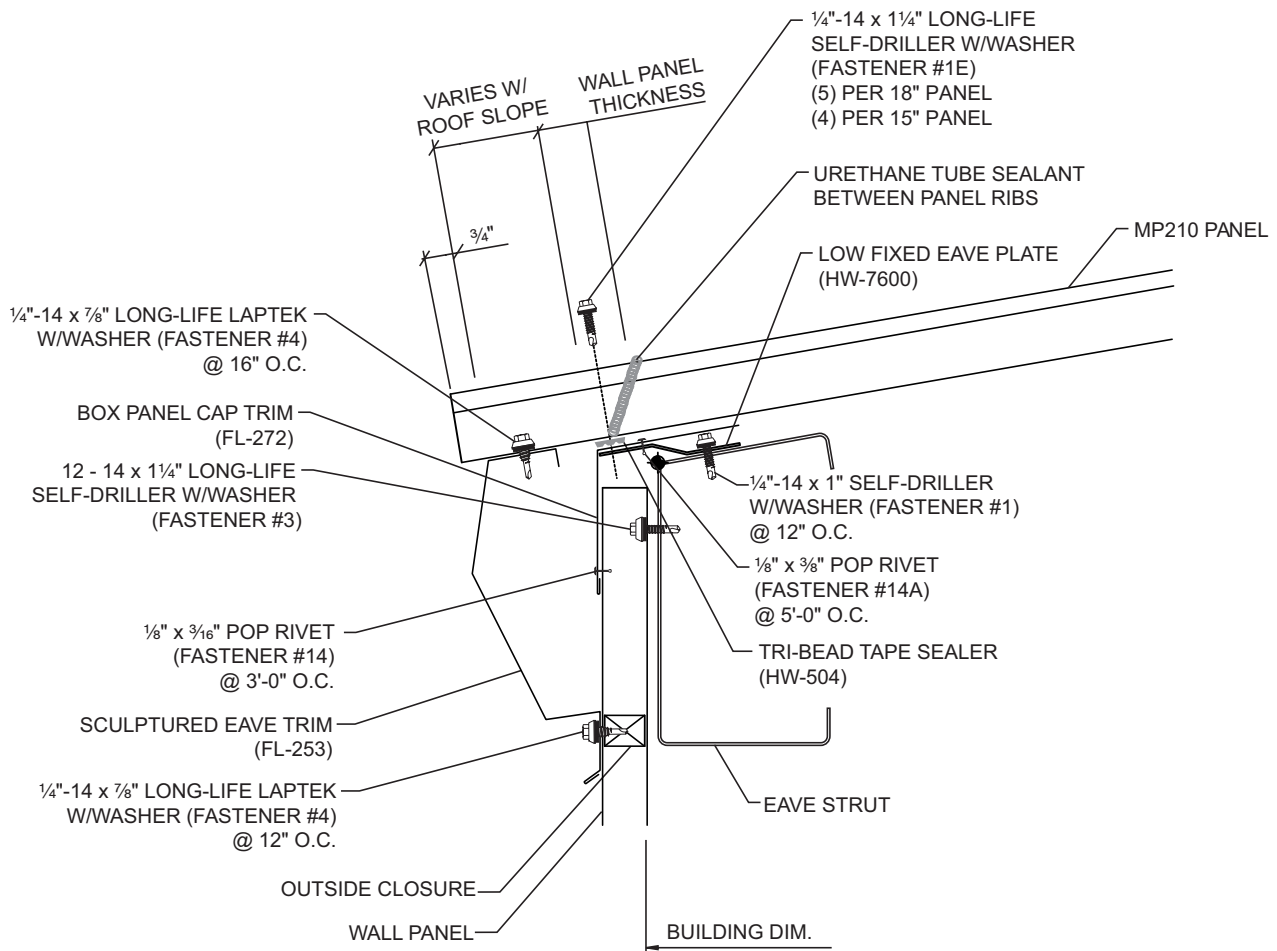 ¼"-14 x 1¼" LONG-LIFE
SELF-DRILLER W/WASHER
(FASTENER #1E)
(5) PER 18" PANEL
(4) PER 15" PANEL
VARIES W/
ROOF SLOPE
WALL PANEL
THICKNESS
¾"
URETHANE TUBE SEALANT
BETWEEN PANEL RIBS
MP210 PANEL
LOW FIXED EAVE PLATE
(HW-7600)
¼"-14 x ⅞" LONG-LIFE LAPTEK
W/WASHER (FASTENER #4)
@ 16" O.C.
BOX PANEL CAP TRIM
(FL-272)
12 - 14 x 1¼" LONG-LIFE
SELF-DRILLER W/WASHER
(FASTENER #3)
¼"-14 x 1" SELF-DRILLER
W/WASHER (FASTENER #1)
@ 12" O.C.
⅛" x ⅜" POP RIVET
(FASTENER #14A)
@ 5'-0" O.C.
⅛" x 3⁄16" POP RIVET
(FASTENER #14)
@ 3'-0" O.C.
TRI-BEAD TAPE SEALER
(HW-504)
SCULPTURED EAVE TRIM
(FL-253)
¼"-14 x ⅞" LONG-LIFE LAPTEK
W/WASHER (FASTENER #4)
@ 12" O.C.
EAVE STRUT
OUTSIDE CLOSURE
WALL PANEL
BUILDING DIM.